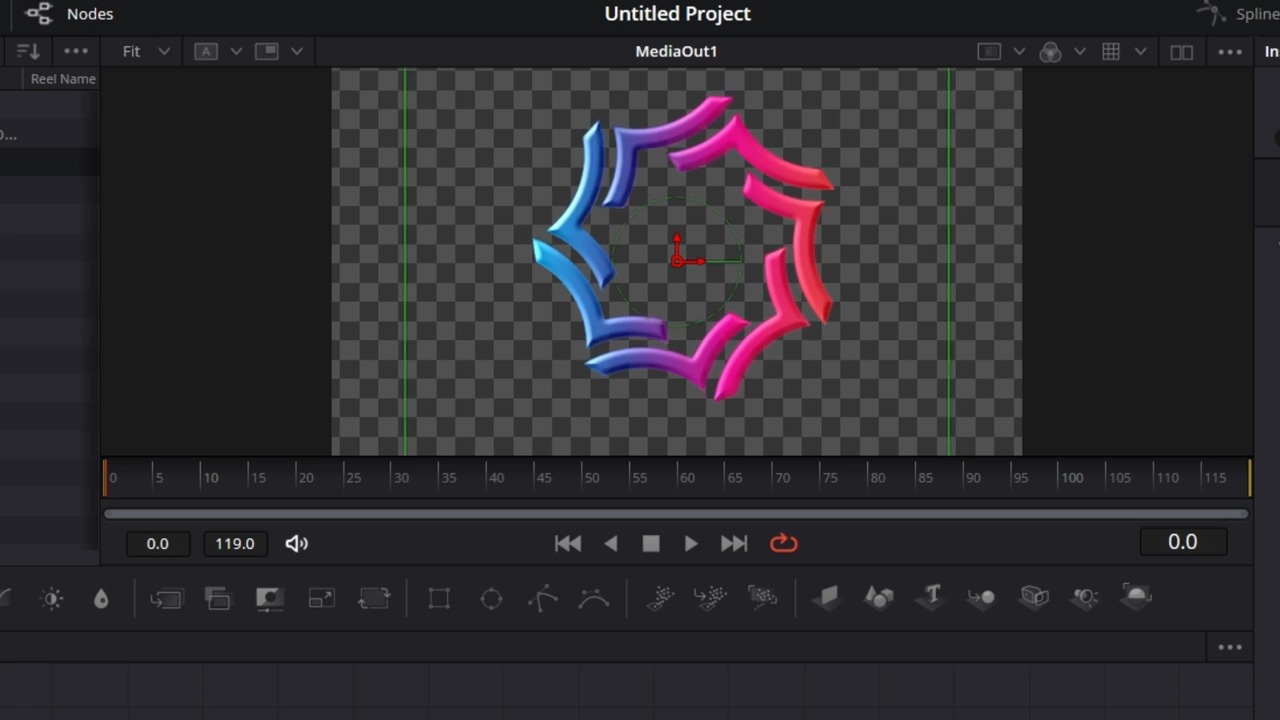 Nodes
Untitled Project
Spline
Fit
A
MediaOut1
In
Reel Name
o...
0 5 10 15 20 25 30 35 40 45 50 55 60 65 70 75 80 85 90 95 100 105 110 115
0.0
119.0
0.0
T